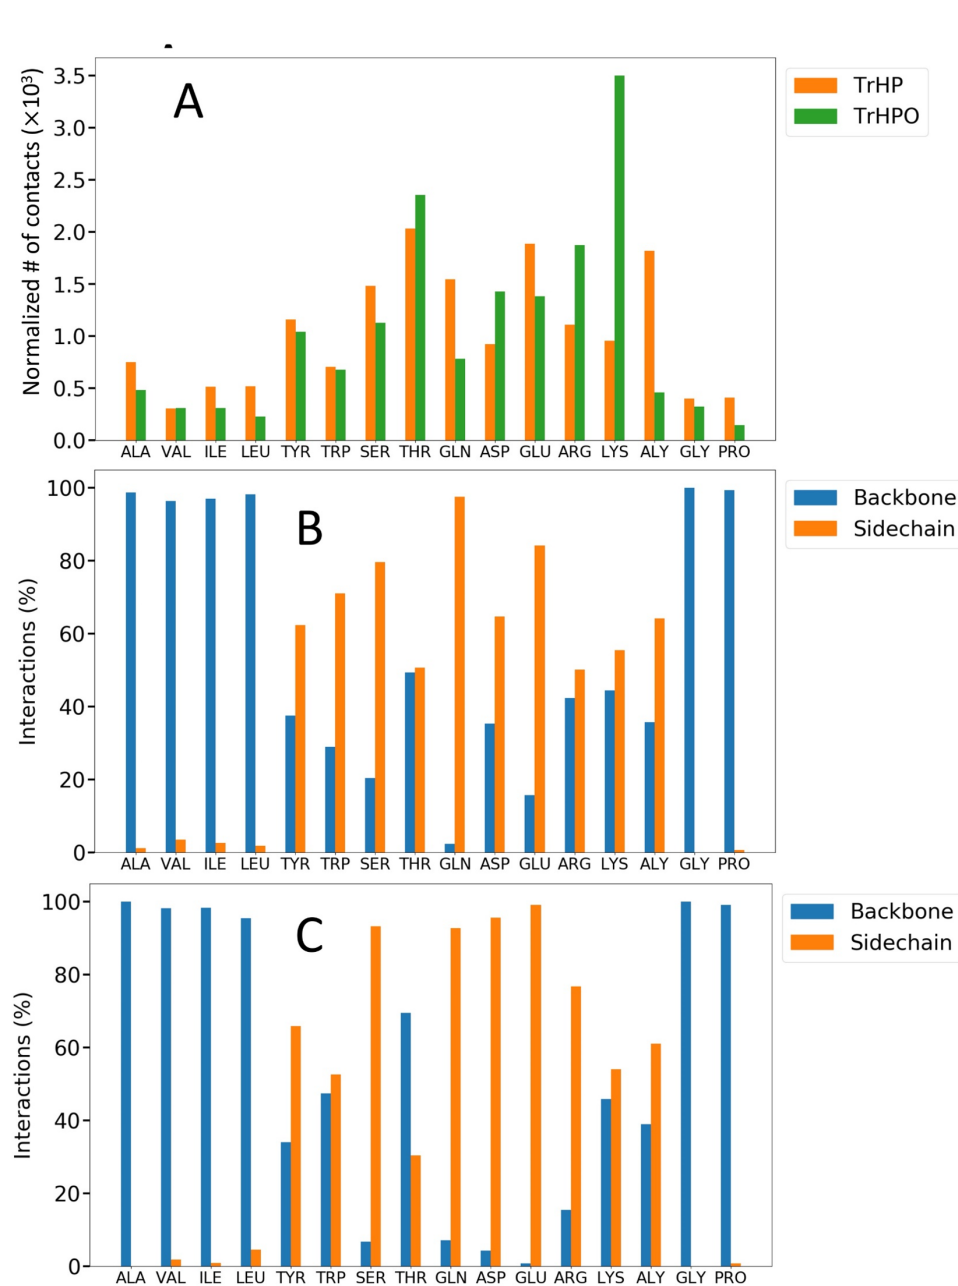 A
Normalized # of contacts (×10³)
3.5
3.0
2.5
2.0
1.5
1.0
0.5
0.0
ALA VAL ILE LEU TYR TRP SER THR GLN ASP GLU ARG LYS ALY GLY PRO
TrHP
TrHPO
B
Interactions (%)
100
80
60
40
20
0
ALA VAL ILE LEU TYR TRP SER THR GLN ASP GLU ARG LYS ALY GLY PRO
Backbone
Sidechain
C
Interactions (%)
100
80
60
40
20
0
ALA VAL ILE LEU TYR TRP SER THR GLN ASP GLU ARG LYS ALY GLY PRO
Backbone
Sidechain